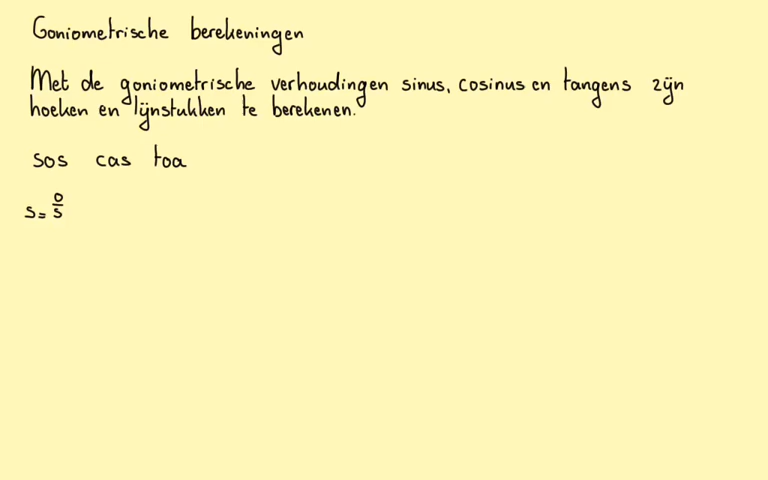 Goniometrische berekeningen
Met de goniometrische verhoudingen sinus, cosinus en tangens zijn
hoeken en lijnstukken te berekenen.
sos cas toa
s = o/s